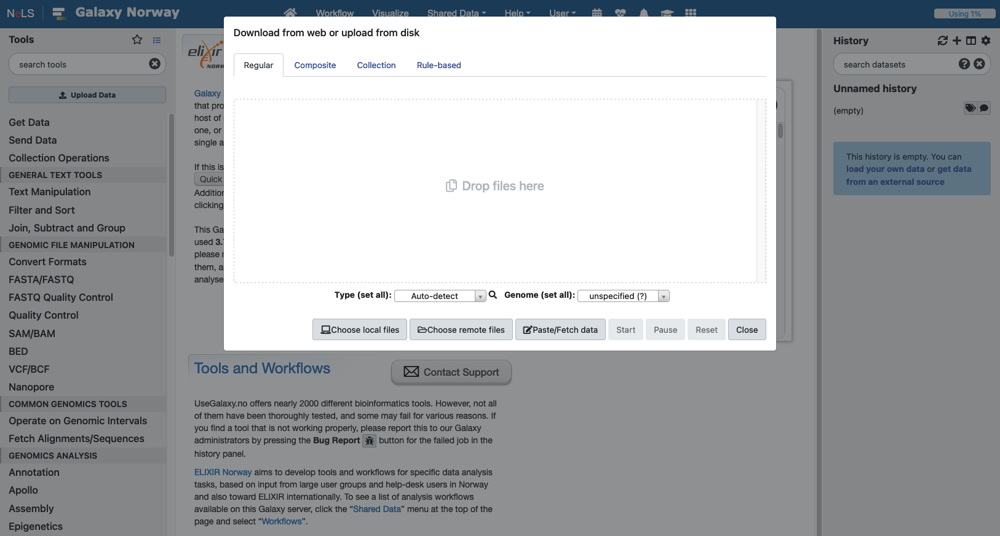 NeLS
Galaxy Norway
Workflow
Visualize
Shared Data
Help
User
Using 1%
Tools
search tools
Upload Data
Get Data
Send Data
Collection Operations
GENERAL TEXT TOOLS
Text Manipulation
Filter and Sort
Join, Subtract and Group
GENOMIC FILE MANIPULATION
Convert Formats
FASTA/FASTQ
FASTQ Quality Control
Quality Control
SAM/BAM
BED
VCF/BCF
Nanopore
COMMON GENOMICS TOOLS
Operate on Genomic Intervals
Fetch Alignments/Sequences
GENOMICS ANALYSIS
Annotation
Apollo
Assembly
Epigenetics
elixir
NORW
Galaxy
that pro
host of
one, or
single a
If this is
Quick
Addition
clicking
This Ga
used 3.
please r
them, a
analyse
Download from web or upload from disk
Regular
Composite
Collection
Rule-based
Drop files here
Type (set all):
Auto-detect
Genome (set all):
unspecified (?)
Choose local files
Choose remote files
Paste/Fetch data
Start
Pause
Reset
Close
Tools and Workflows
Contact Support
UseGalaxy.no offers nearly 2000 different bioinformatics tools. However, not all
of them have been thoroughly tested, and some may fail for various reasons. If
you find a tool that is not working properly, please report this to our Galaxy
administrators by pressing the Bug Report button for the failed job in the
history panel.
ELIXIR Norway aims to develop tools and workflows for specific data analysis
tasks, based on input from large user groups and help-desk users in Norway
and also toward ELIXIR internationally. To see a list of analysis workflows
available on this Galaxy server, click the “Shared Data” menu at the top of the
page and select “Workflows”.
History
search datasets
Unnamed history
(empty)
This history is empty. You can
load your own data or get data
from an external source